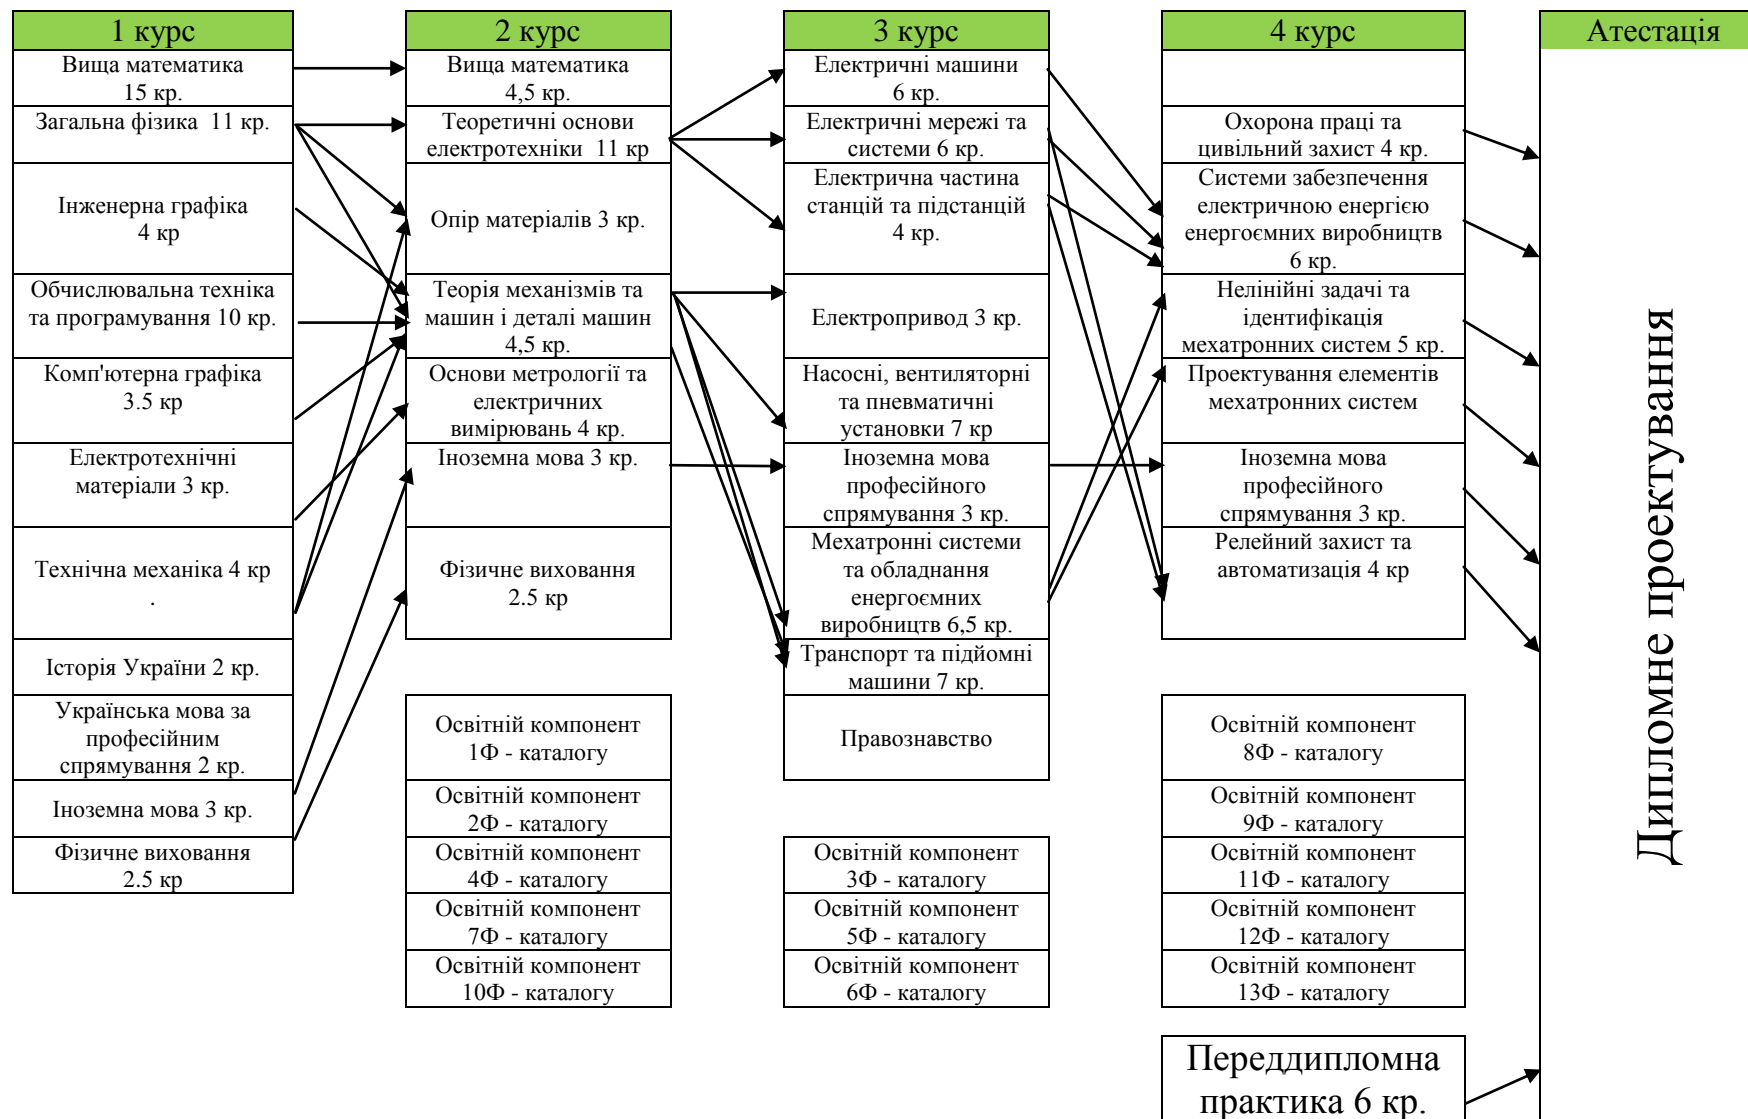 1 курс
Вища математика
15 кр.
Загальна фізика 11 кр.
Інженерна графіка
4 кр
Обчислювальна техніка
та програмування 10 кр.
Комп'ютерна графіка
3.5 кр
Електротехнічні
матеріали 3 кр.
Технічна механіка 4 кр
.
Історія України 2 кр.
Українська мова за
професійним
спрямування 2 кр.
Іноземна мова 3 кр.
Фізичне виховання
2.5 кр
2 курс
Вища математика
4,5 кр.
Теоретичні основи
електротехніки 11 кр
Опір матеріалів 3 кр.
Теорія механізмів та
машин і деталі машин
4,5 кр.
Основи метрології та
електричних
вимірювань 4 кр.
Іноземна мова 3 кр.
Фізичне виховання
2.5 кр
Освітній компонент
1Ф - каталогу
Освітній компонент
2Ф - каталогу
Освітній компонент
4Ф - каталогу
Освітній компонент
7Ф - каталогу
Освітній компонент
10Ф - каталогу
3 курс
Електричні машини
6 кр.
Електричні мережі та
системи 6 кр.
Електрична частина
станцій та підстанцій
4 кр.
Електропривод 3 кр.
Насосні, вентиляторні
та пневматичні
установки 7 кр
Іноземна мова
професійного
спрямування 3 кр.
Мехатронні системи
та обладнання
енергоємних
виробництв 6,5 кр.
Транспорт та підйомні
машини 7 кр.
Правознавство
Освітній компонент
3Ф - каталогу
Освітній компонент
5Ф - каталогу
Освітній компонент
6Ф - каталогу
4 курс
Охорона праці та
цивільний захист 4 кр.
Системи забезпечення
електричною енергією
енергоємних виробництв
6 кр.
Нелінійні задачі та
ідентифікація
мехатронних систем 5 кр.
Проектування елементів
мехатронних систем
Іноземна мова
професійного
спрямування 3 кр.
Релейний захист та
автоматизація 4 кр
Освітній компонент
8Ф - каталогу
Освітній компонент
9Ф - каталогу
Освітній компонент
11Ф - каталогу
Освітній компонент
12Ф - каталогу
Освітній компонент
13Ф - каталогу
Переддипломна
практика 6 кр.
Атестація
Дипломне проектування